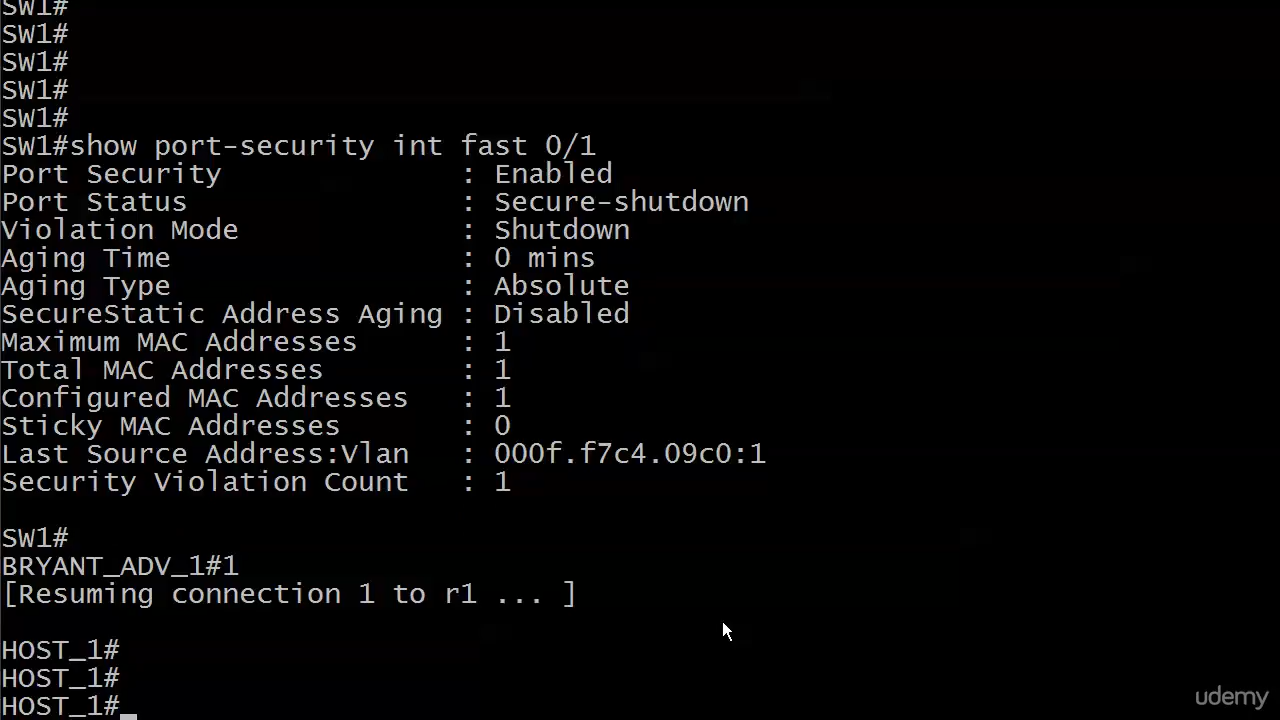 SW1#
SW1#
SW1#
SW1#
SW1#
SW1#show port-security int fast 0/1
Port Security              : Enabled
Port Status                : Secure-shutdown
Violation Mode             : Shutdown
Aging Time                 : 0 mins
Aging Type                 : Absolute
SecureStatic Address Aging : Disabled
Maximum MAC Addresses      : 1
Total MAC Addresses        : 1
Configured MAC Addresses   : 1
Sticky MAC Addresses       : 0
Last Source Address:Vlan   : 000f.f7c4.09c0:1
Security Violation Count   : 1
SW1#
BRYANT_ADV_1#1
[Resuming connection 1 to r1 ... ]
HOST_1#
HOST_1#
HOST_1#
udemy